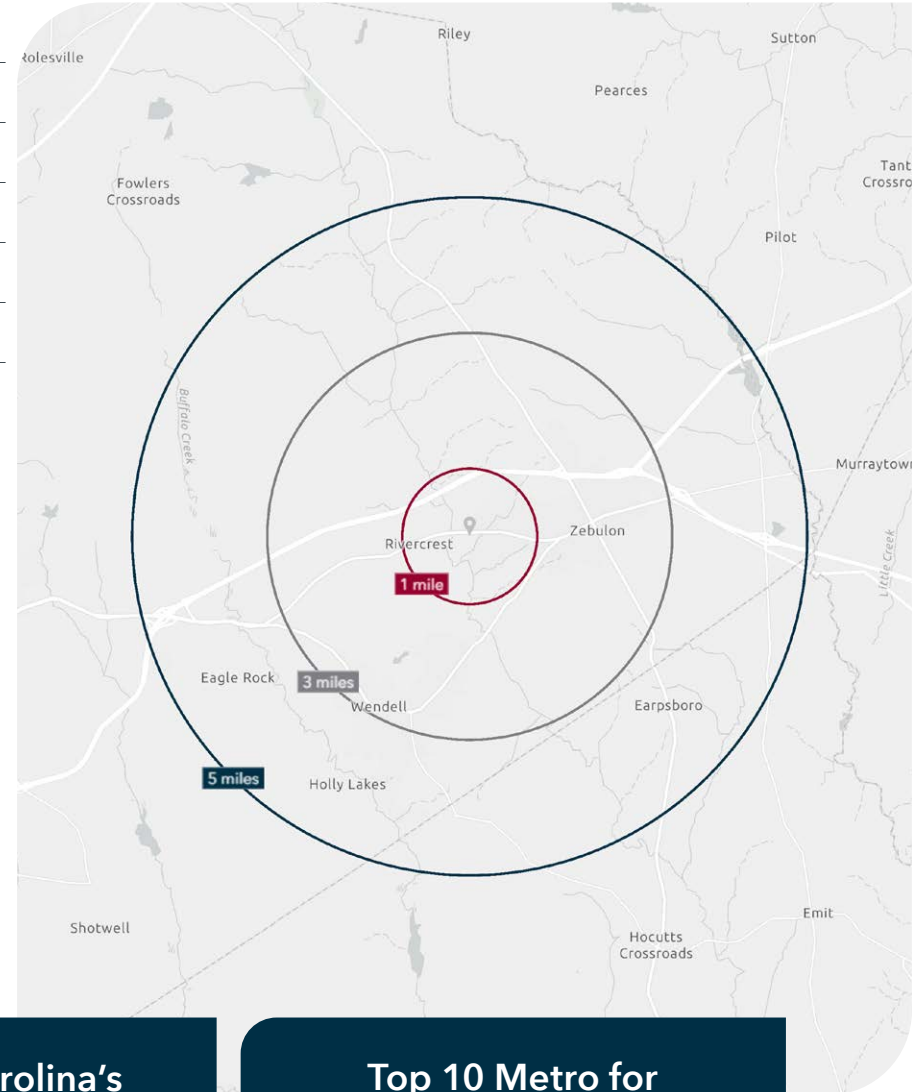 Riley
Sutton
Rolesville
Pearces
Tant
Fowlers
Crossroads
Pilot
Buffalo Creek
Murraytown
Zebulon
Rivercrest
Little Creek
1 mile
Eagle Rock
3 miles
Wendell
Earpsboro
5 miles
Holly Lakes
Emit
Shotwell
Hocutts
Crossroads
rolina's
Top 10 Metro for